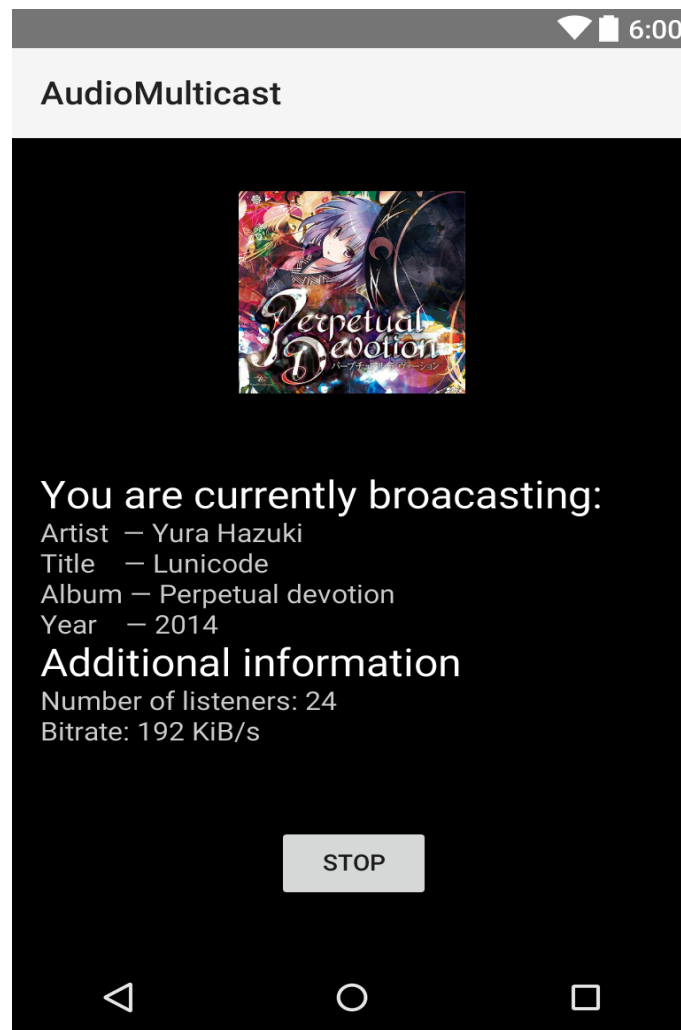 6:00
AudioMulticast
Perpetual
Devotion
You are currently broacasting:
Artist — Yura Hazuki
Title — Lunicode
Album — Perpetual devotion
Year — 2014
Additional information
Number of listeners: 24
Bitrate: 192 KiB/s
STOP